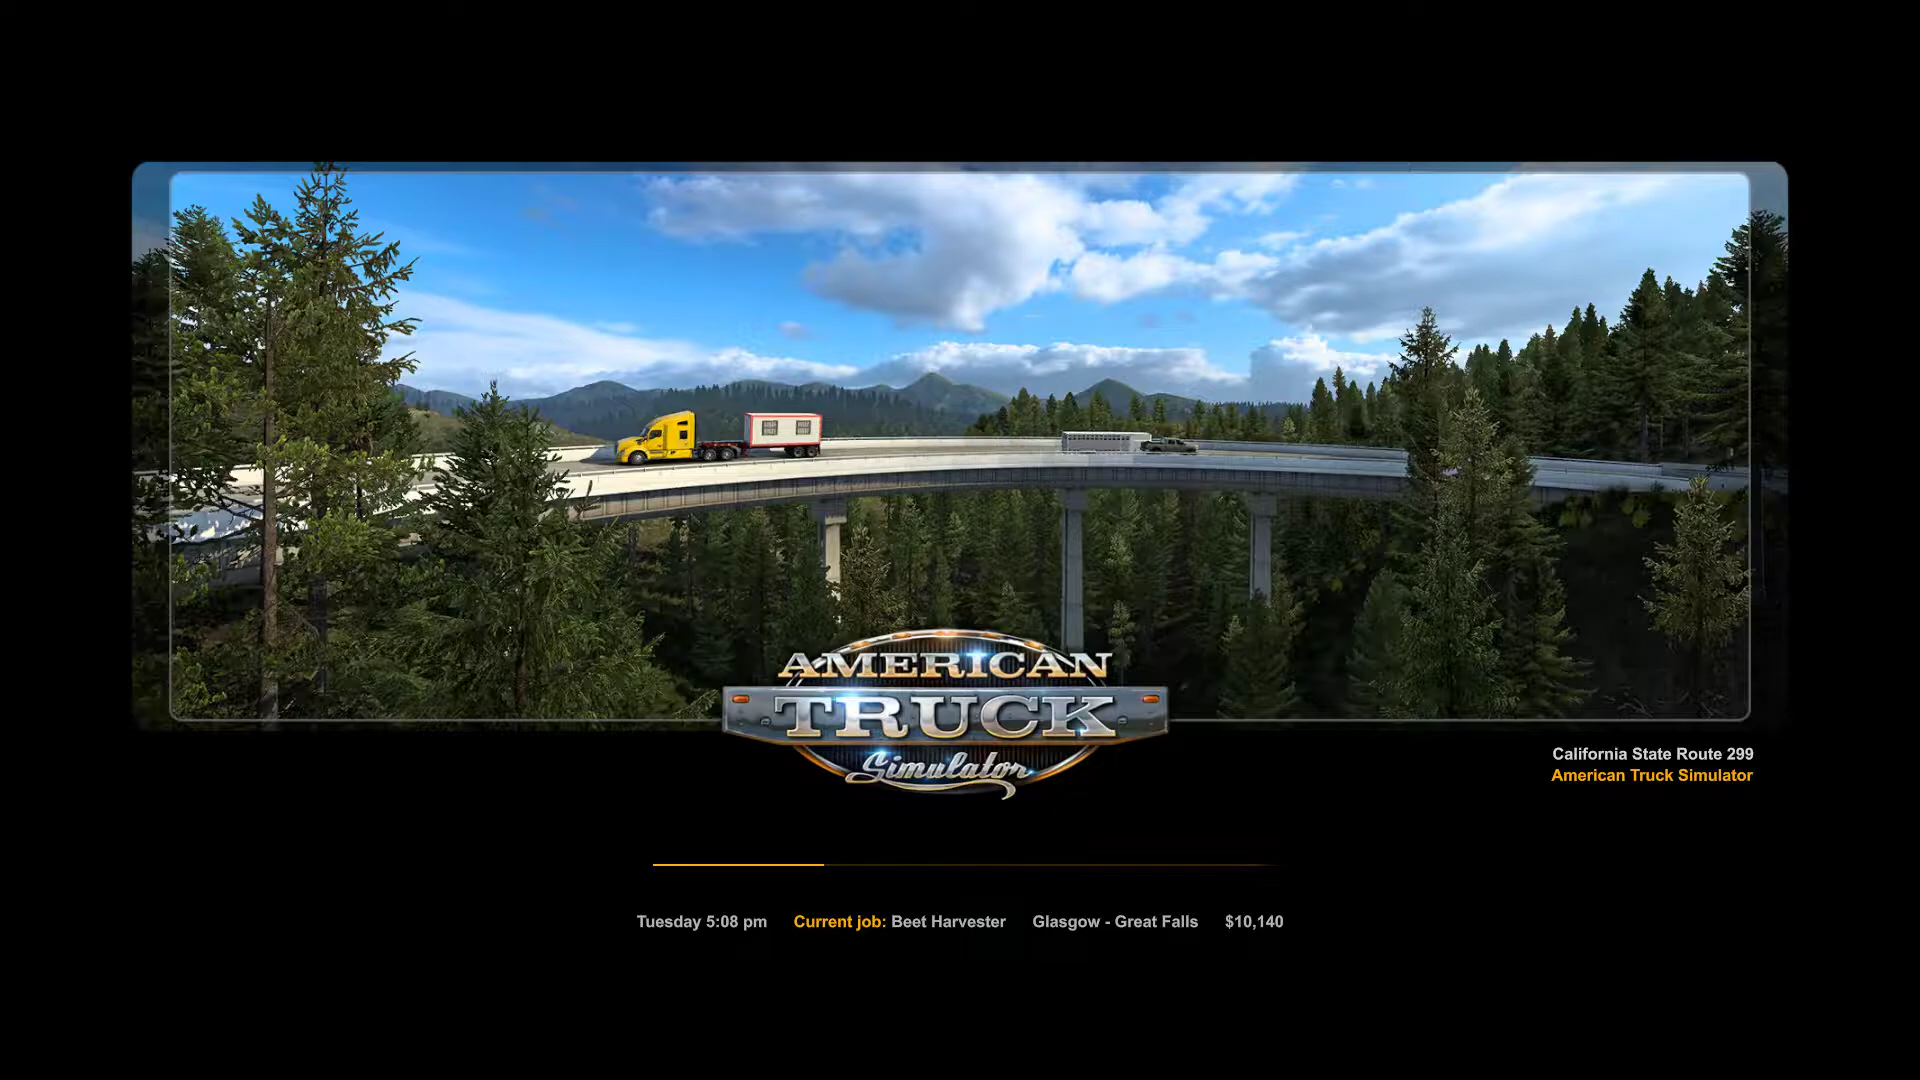 AMERICAN
TRUCK
Simulator
California State Route 299
American Truck Simulator
Tuesday 5:08 pm Current job: Beet Harvester Glasgow - Great Falls $10,140